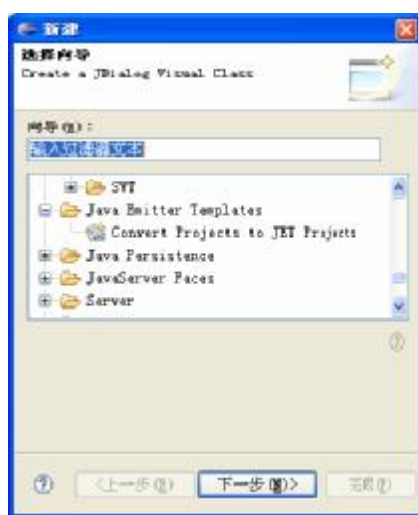 新建
选择向导
Create a JDialog Visual Class
向导(W):
输入过滤器文本
SWT
Java Emitter Templates
Convert Projects to JET Projects
Java Persistence
JavaServer Faces
Server
<上一步(B)
下一步(N)>
完成(F)